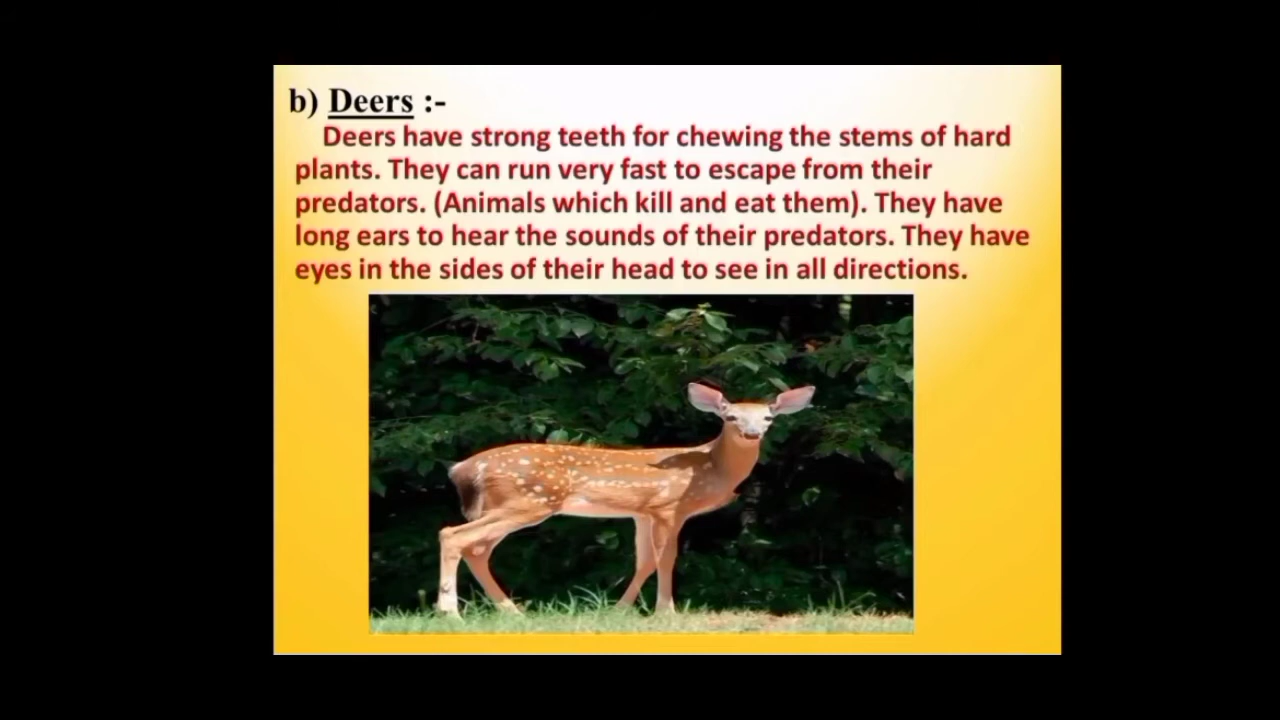 b) Deers :-
Deers have strong teeth for chewing the stems of hard
plants. They can run very fast to escape from their
predators. (Animals which kill and eat them). They have
long ears to hear the sounds of their predators. They have
eyes in the sides of their head to see in all directions.